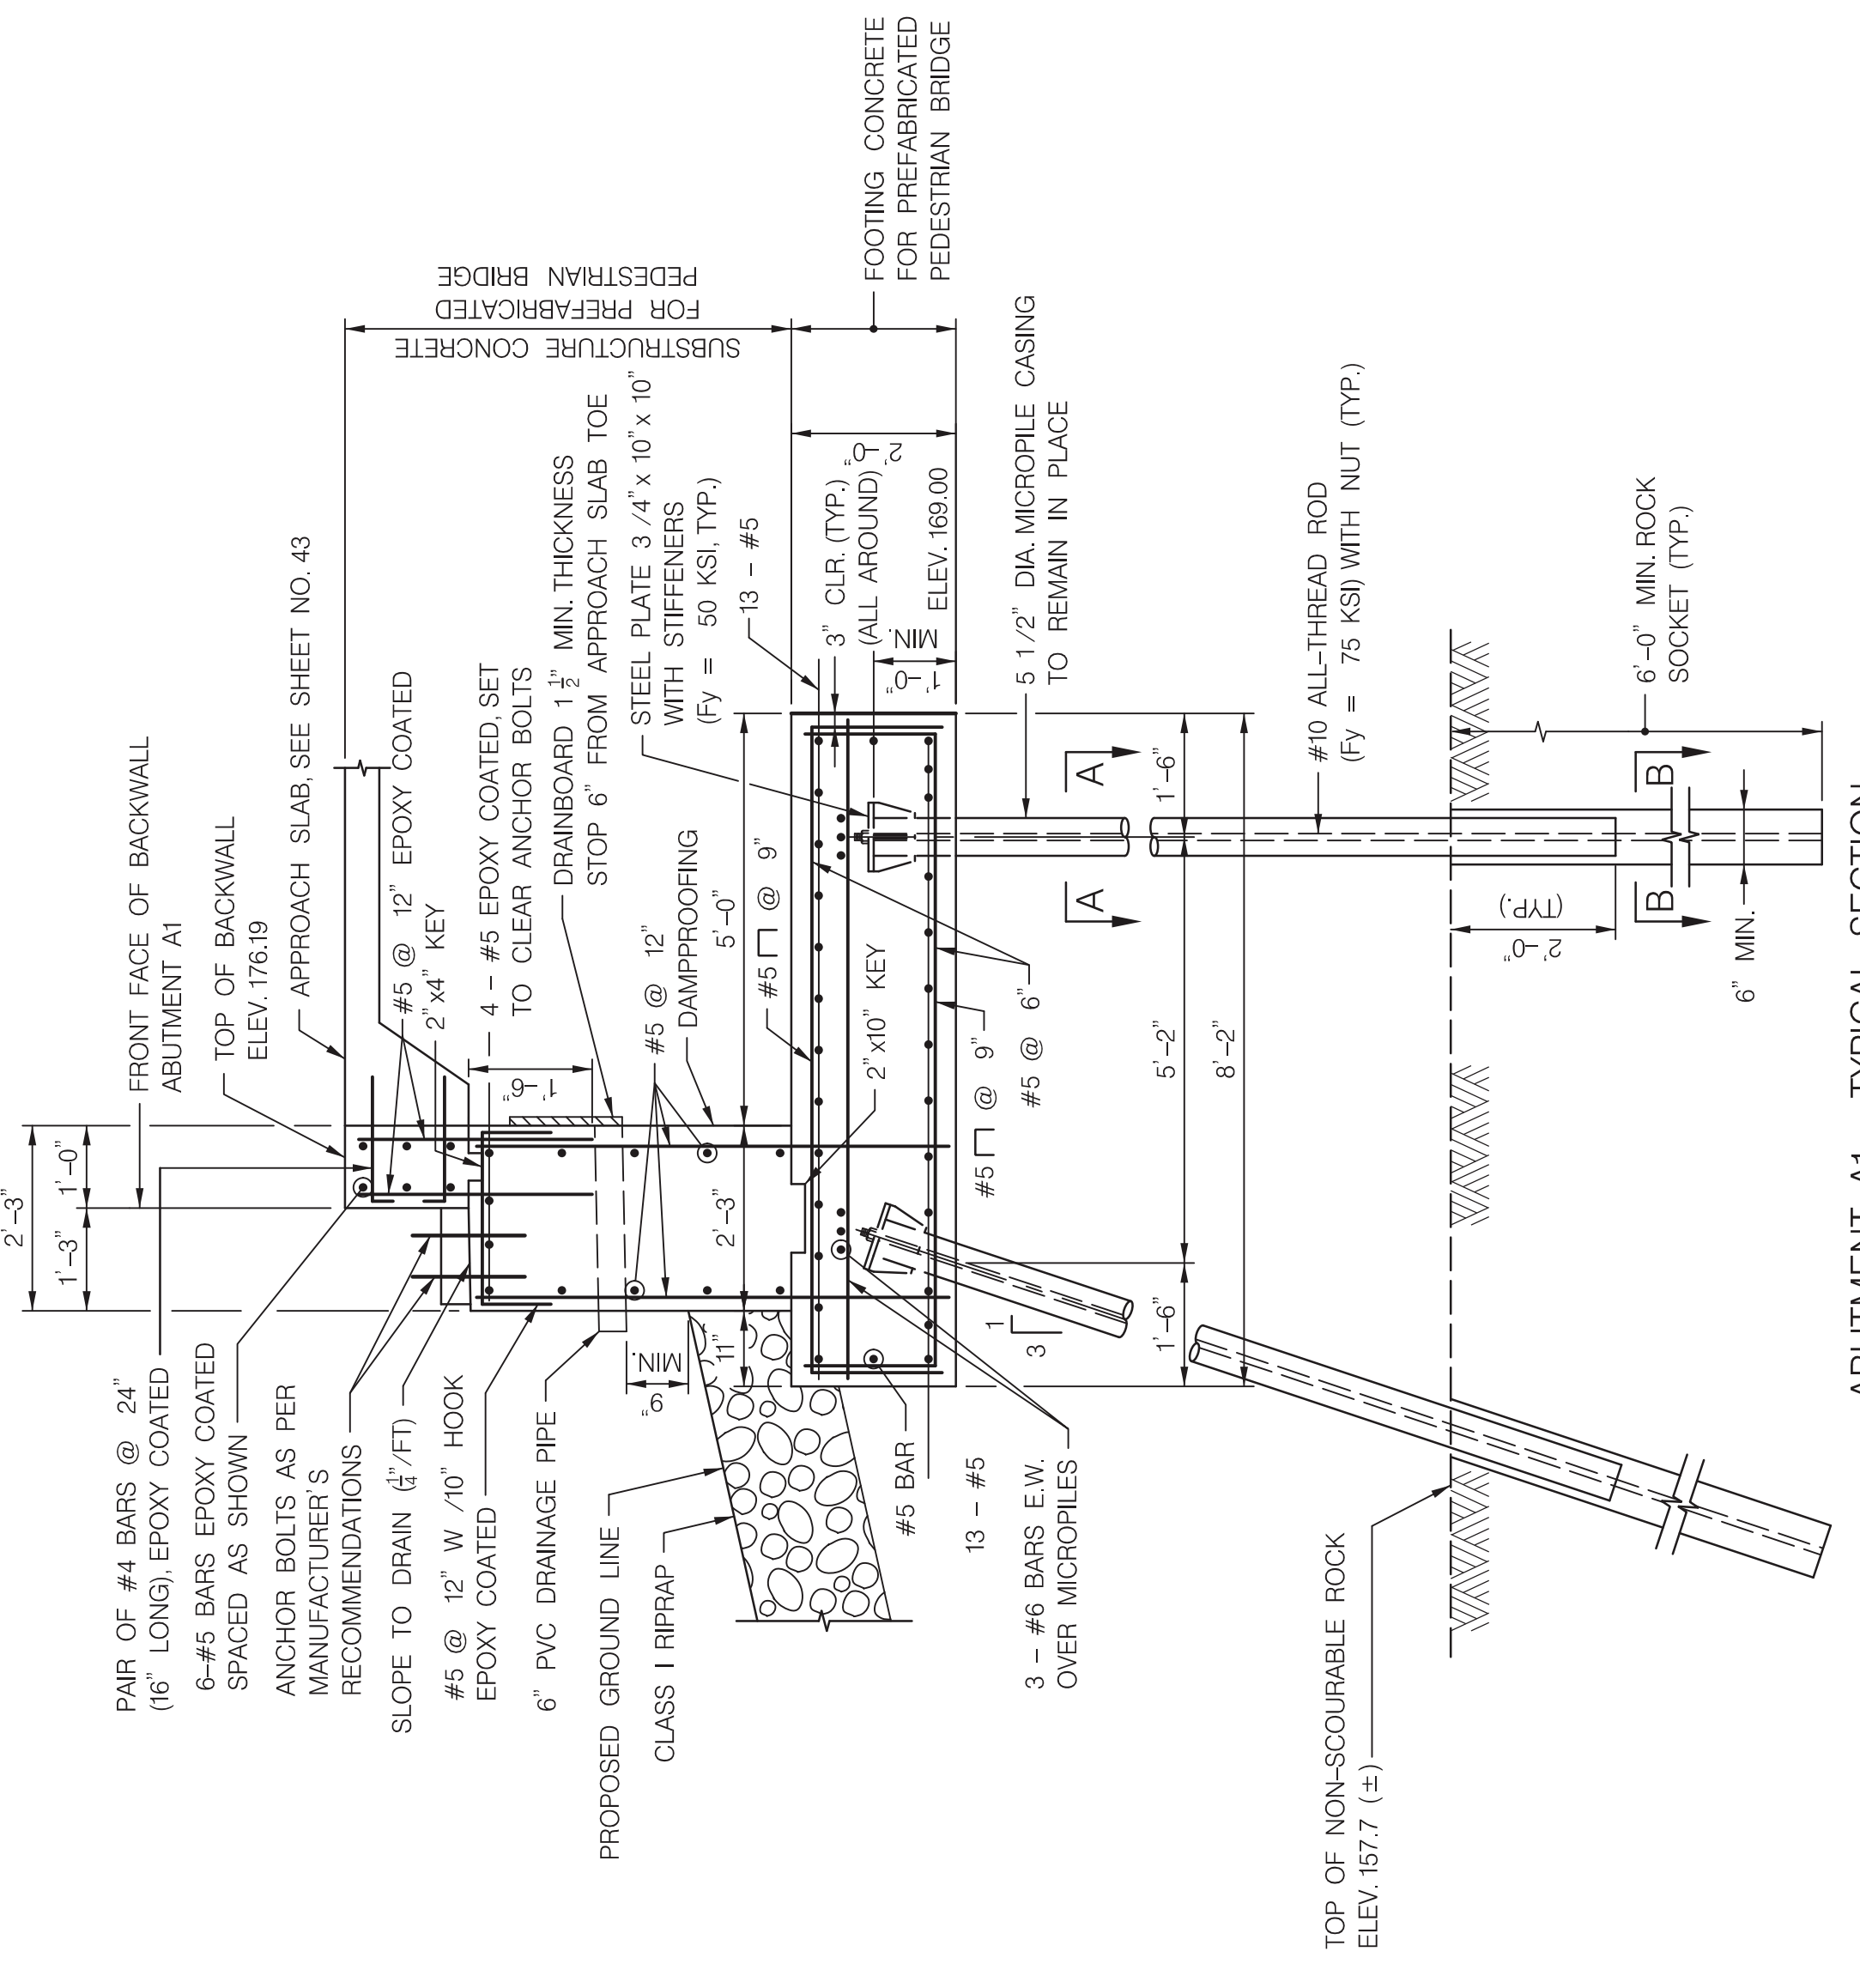 PAIR OF #4 BARS @ 24"
(16" LONG), EPOXY COATED
6-#5 BARS EPOXY COATED
SPACED AS SHOWN
ANCHOR BOLTS AS PER
MANUFACTURER'S
RECOMMENDATIONS
SLOPE TO DRAIN (1/4"/FT)
#5 @ 12" W /10" HOOK
EPOXY COATED
6" PVC DRAINAGE PIPE
PROPOSED GROUND LINE
CLASS I RIPRAP
2'-3"
1'-3"
1'-0"
FRONT FACE OF BACKWALL
ABUTMENT A1
TOP OF BACKWALL
ELEV. 176.19
APPROACH SLAB, SEE SHEET NO. 43
#5 @ 12" EPOXY COATED
2"x4" KEY
4 - #5 EPOXY COATED, SET
TO CLEAR ANCHOR BOLTS
DRAINBOARD 1 1/2" MIN. THICKNESS
STOP 6" FROM APPROACH SLAB TOE
STEEL PLATE 3 /4" x 10" x 10"
WITH STIFFENERS
(Fy = 50 KSI, TYP.)
13 - #5
1'-6"
#5 @ 12"
DAMPROOFING
5'-0"
#5 @ 9"
SUBSTRUCTURE CONCRETE
FOR PREFABRICATED
PEDESTRIAN BRIDGE
FOOTING CONCRETE
FOR PREFABRICATED
PEDESTRIAN BRIDGE
9"
MIN.
11"
2'-3"
2"x10" KEY
3" CLR. (TYP.)
(ALL AROUND)
2'-0"
1'-0"
MIN.
ELEV. 169.00
#5 BAR
13 - #5
3 - #6 BARS E.W.
OVER MICROPILES
1
3
#5 @ 9"
#5 @ 6"
5 1/2" DIA. MICROPILE CASING
TO REMAIN IN PLACE
A
A
1'-6"
5'-2"
1'-6"
8'-2"
#10 ALL-THREAD ROD
(Fy = 75 KSI) WITH NUT (TYP.)
TOP OF NON-SCOURABLE ROCK
ELEV. 157.7 (±)
2'-0"
(TYP.)
B
B
6'-0" MIN. ROCK
SOCKET (TYP.)
6" MIN.
ABUTMENT A1 TYPICAL SECTION